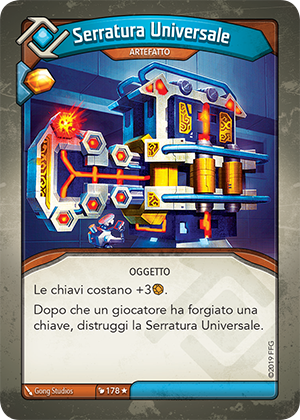 Serratura Universale
ARTEFATTO
OGGETTO
Le chiavi costano +3.
Dopo che un giocatore ha forgiato una
chiave, distruggi la Serratura Universale.
Gong Studios
178
©2019 FFG